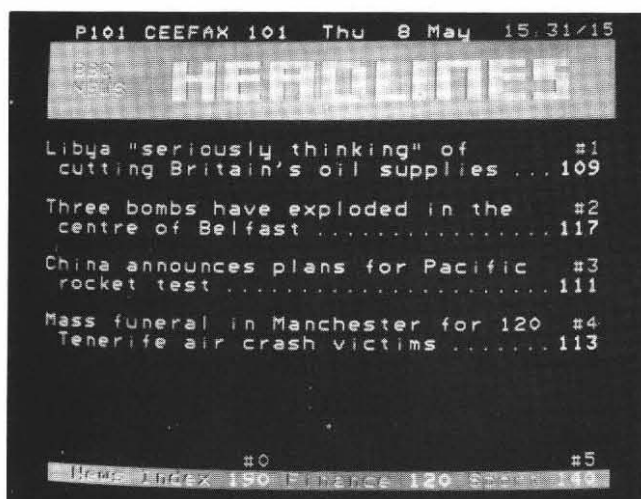 P101 CEEFAX 101 Thu 8 May 15:31/15
BBC
NEWS
HEADLINES
Libya "seriously thinking" of #1
cutting Britain's oil supplies ... 109
Three bombs have exploded in the #2
centre of Belfast ................. 117
China announces plans for Pacific #3
rocket test ....................... 111
Mass funeral in Manchester for 120 #4
Tenerife air crash victims ....... 113
#0 #5
News Index 190 Finance 120 Sport 140